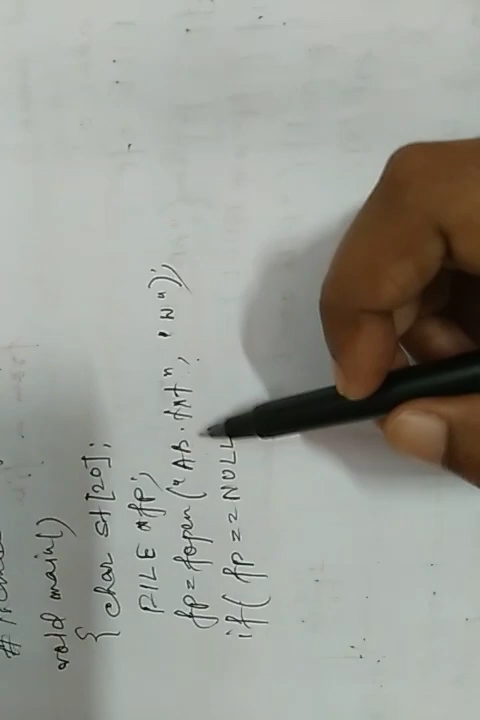 #
void main()
{ char st[20];
FILE *fp;
fp=fopen("AB.txt", "w");
if( fp==NULL